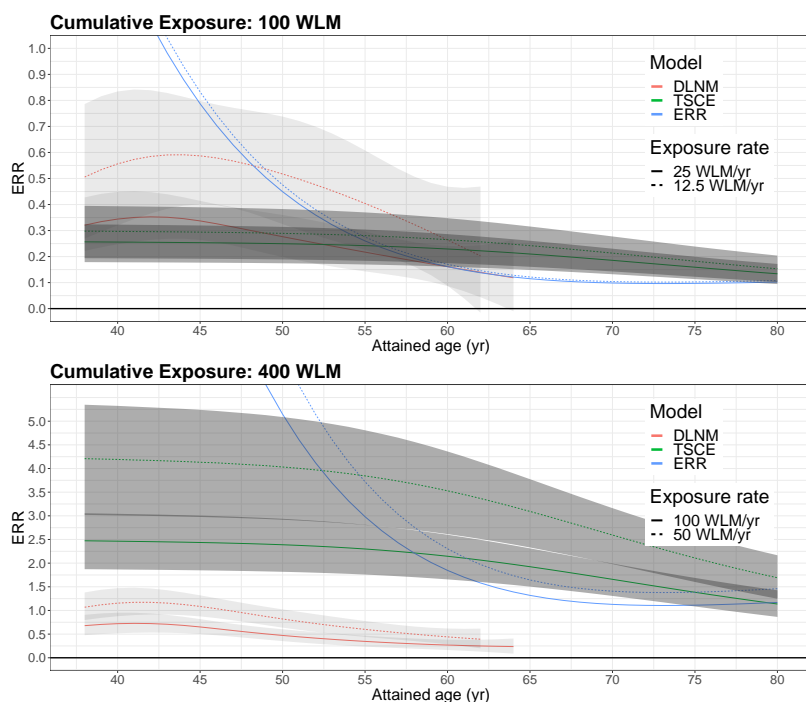 Cumulative Exposure: 100 WLM
1.0
0.9
0.8
0.7
0.6
0.5
0.4
0.3
0.2
0.1
0.0
ERR
Model
DLNM
TSCE
ERR
Exposure rate
25 WLM/yr
12.5 WLM/yr
40 45 50 55 60 65 70 75 80
Attained age (yr)
Cumulative Exposure: 400 WLM
5.0
4.5
4.0
3.5
3.0
2.5
2.0
1.5
1.0
0.5
0.0
ERR
Model
DLNM
TSCE
ERR
Exposure rate
100 WLM/yr
50 WLM/yr
40 45 50 55 60 65 70 75 80
Attained age (yr)